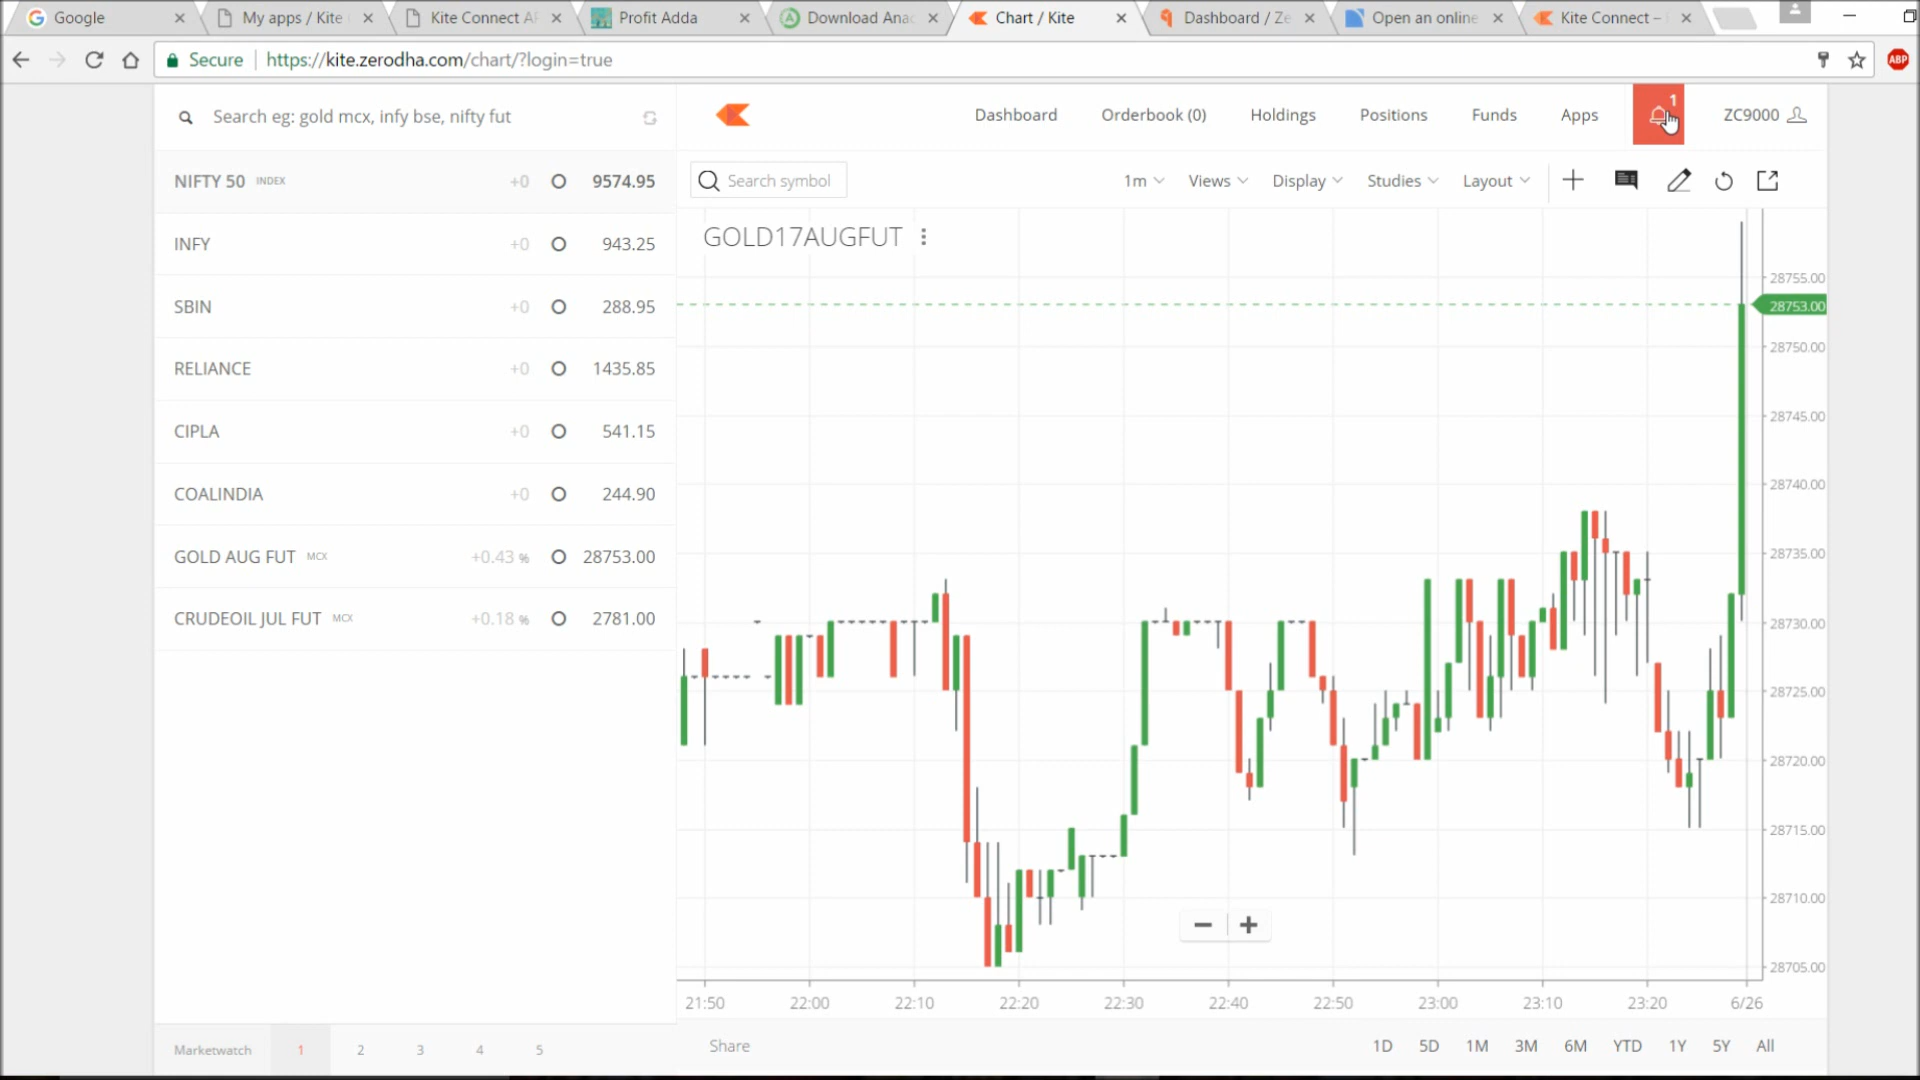 Google
My apps / Kite
Kite Connect AF
Profit Adda
Download Anac
Chart / Kite
Dashboard / Ze
Open an online
Kite Connect –
Secure
https://kite.zerodha.com/chart/?login=true
ABP
Search eg: gold mcx, infy bse, nifty fut
Dashboard
Orderbook (0)
Holdings
Positions
Funds
Apps
1
ZC9000
NIFTY 50 INDEX +0 9574.95
INFY +0 943.25
SBIN +0 288.95
RELIANCE +0 1435.85
CIPLA +0 541.15
COALINDIA +0 244.90
GOLD AUG FUT MCX +0.43 % 28753.00
CRUDEOIL JUL FUT MCX +0.18 % 2781.00
Search symbol
1m
Views
Display
Studies
Layout
GOLD17AUGFUT
28755.00
28753.00
28750.00
28745.00
28740.00
28735.00
28730.00
28725.00
28720.00
28715.00
28710.00
28705.00
21:50 22:00 22:10 22:20 22:30 22:40 22:50 23:00 23:10 23:20 6/26
Marketwatch 1 2 3 4 5
Share
1D 5D 1M 3M 6M YTD 1Y 5Y All